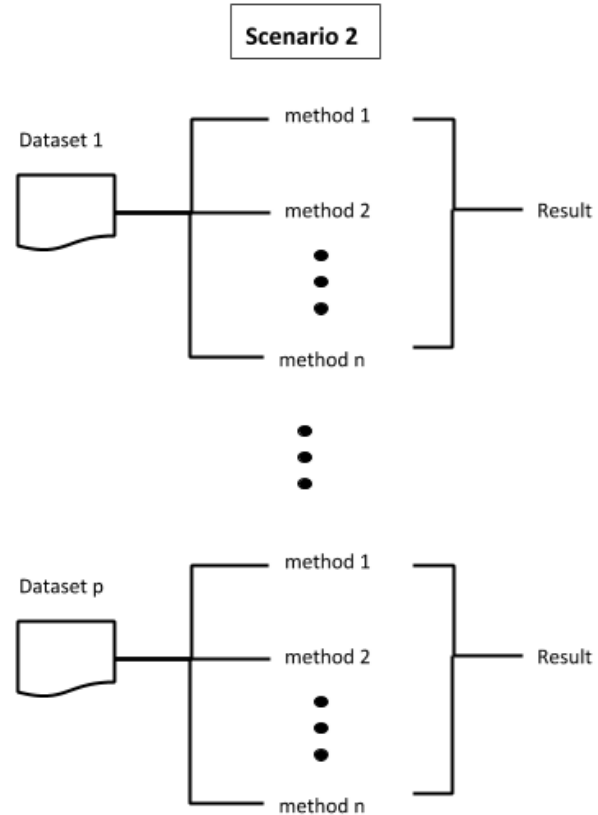 Scenario 2
method 1
Dataset 1
method 2
Result
method n
method 1
Dataset p
method 2
Result
method n